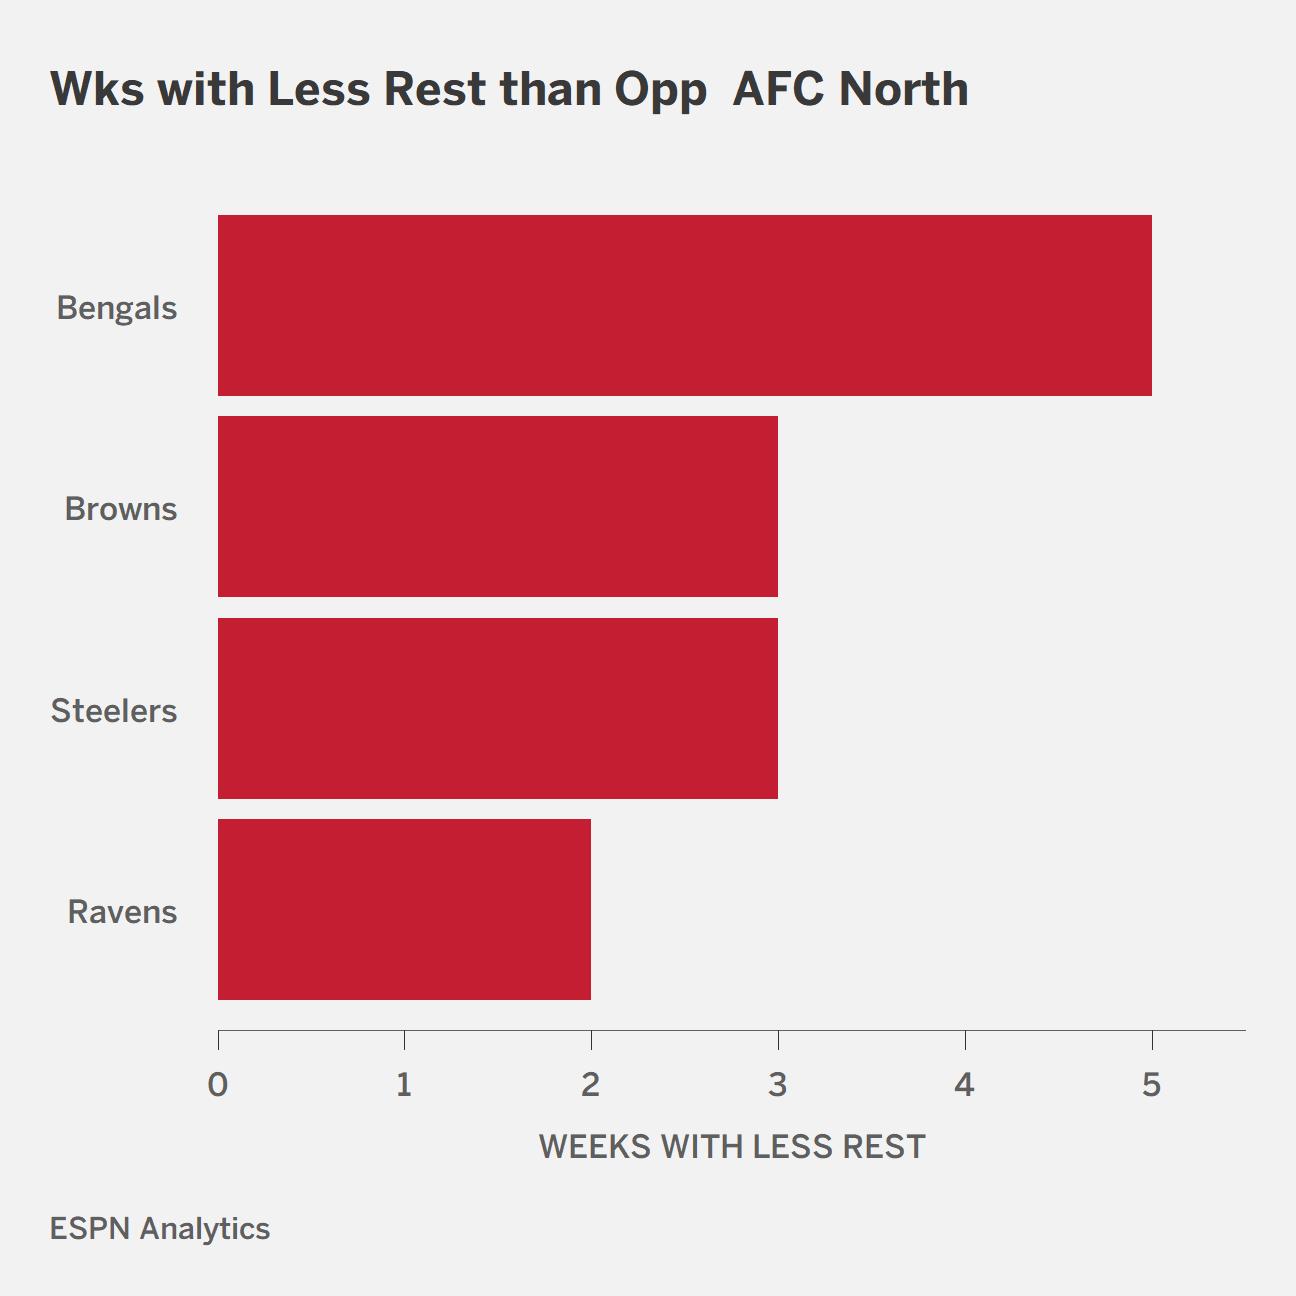 Wks with Less Rest than Opp  AFC North
Bengals
Browns
Steelers
Ravens
0 1 2 3 4 5
WEEKS WITH LESS REST
ESPN Analytics